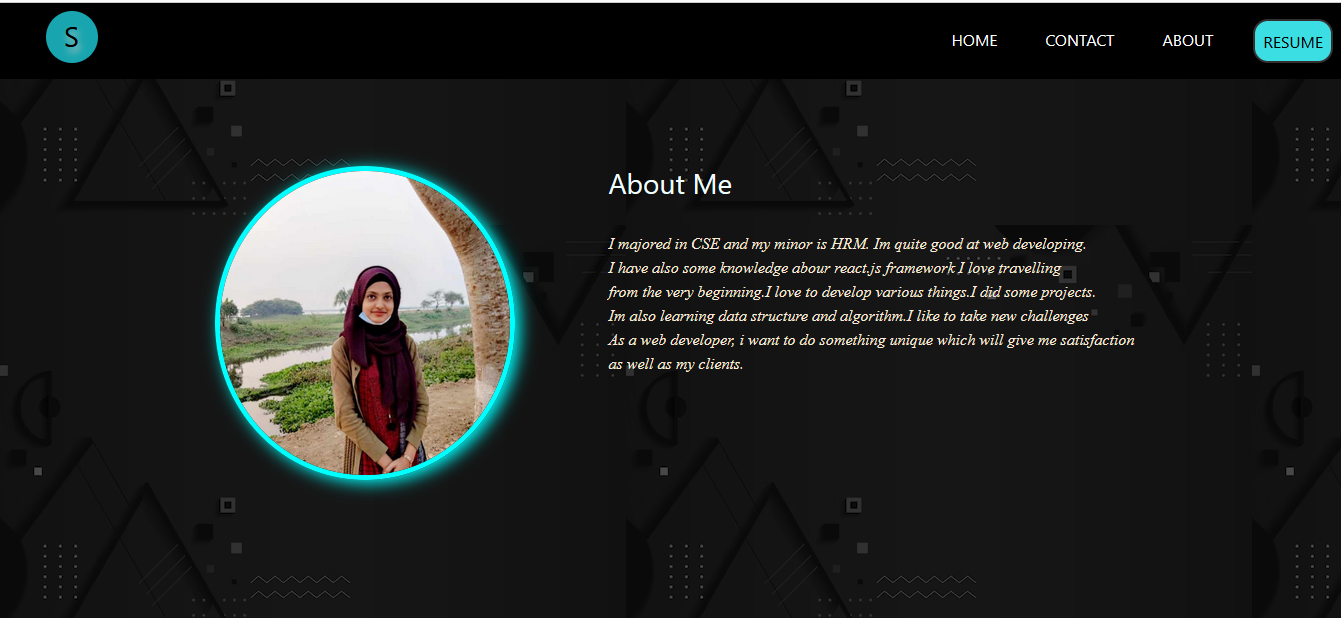 S
HOME CONTACT ABOUT RESUME
About Me
I majored in CSE and my minor is HRM. Im quite good at web developing.
I have also some knowledge abour react.js framework I love travelling
from the very beginning.I love to develop various things.I did some projects.
Im also learning data structure and algorithm.I like to take new challenges
As a web developer, i want to do something unique which will give me satisfaction
as well as my clients.